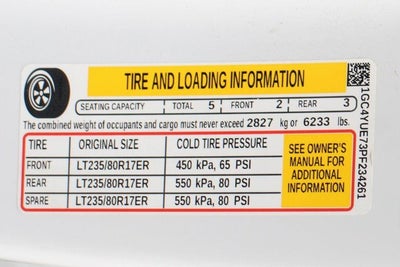 TIRE AND LOADING INFORMATION
SEATING CAPACITY TOTAL 5 FRONT 2 REAR 3
The combined weight of occupants and cargo must never exceed 2827 kg or 6233 lbs.
TIRE ORIGINAL SIZE COLD TIRE PRESSURE
FRONT LT235/80R17ER 450 kPa, 65 PSI
REAR LT235/80R17ER 550 kPa, 80 PSI
SPARE LT235/80R17ER 550 kPa, 80 PSI
SEE OWNER'S
MANUAL FOR
ADDITIONAL
INFORMATION
1GC4YUE73PF234261